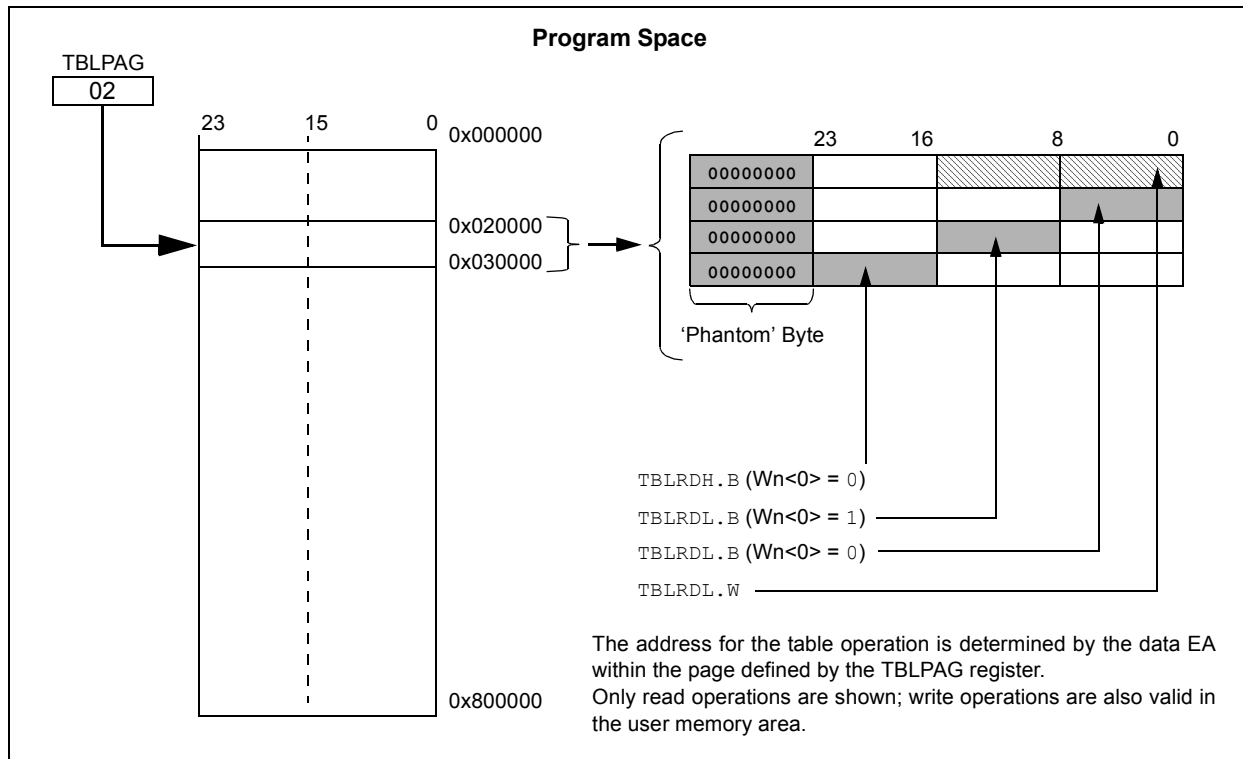 Program Space
TBLPAG
02
23 15 0
0x000000
0x020000
0x030000
0x800000
23 16 8 0
00000000
00000000
00000000
00000000
‘Phantom’ Byte
TBLRDH.B (Wn<0> = 0)
TBLRDL.B (Wn<0> = 1)
TBLRDL.B (Wn<0> = 0)
TBLRDL.W
The address for the table operation is determined by the data EA
within the page defined by the TBLPAG register.
Only read operations are shown; write operations are also valid in
the user memory area.